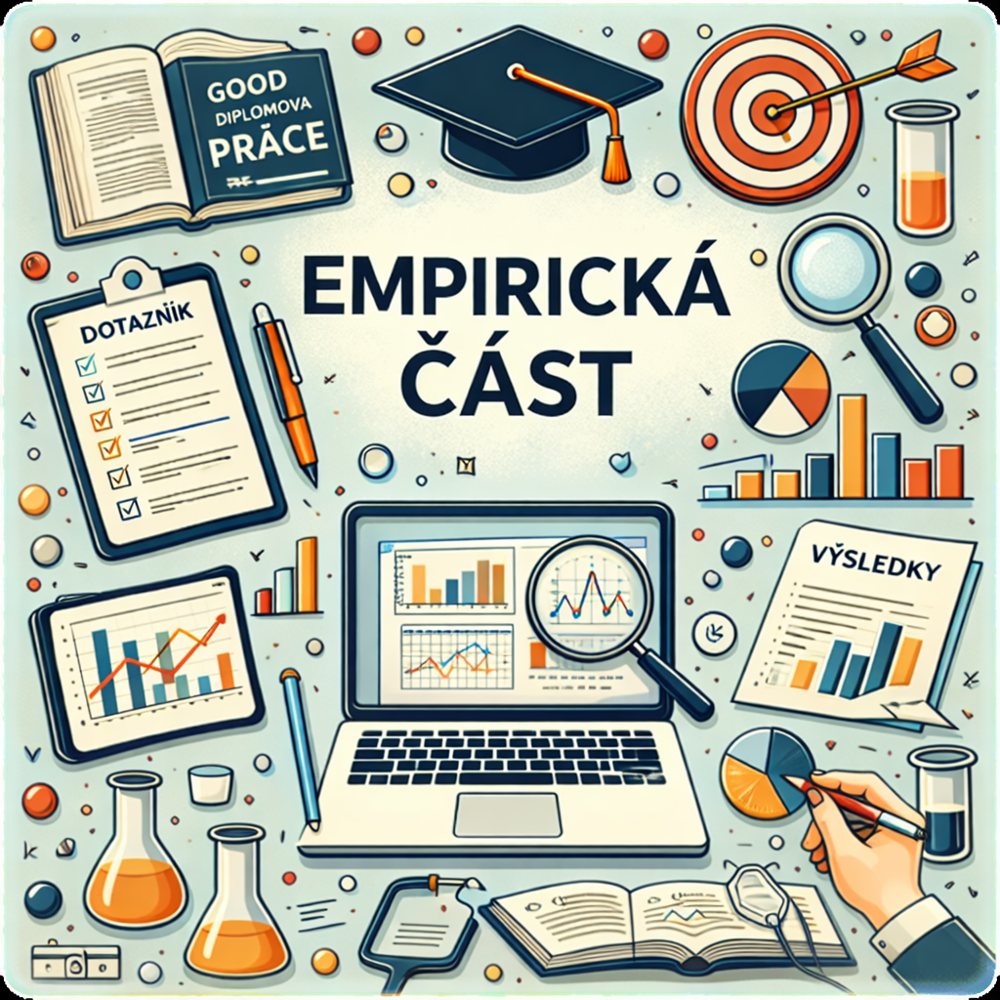 GOOD
DIPLOMOVA
PRÁCE
EMPIRICKÁ
ČÁST
DOTAZNÍK
VÝSLEDKY